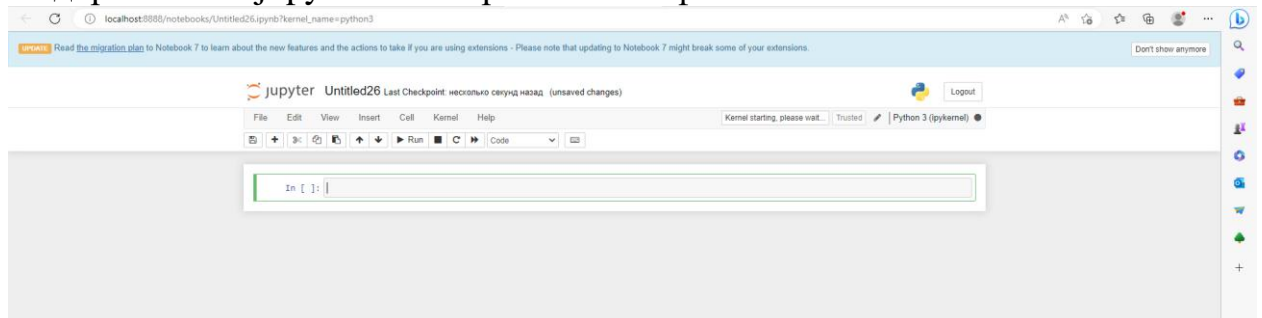 localhost:8888/notebooks/Untitled26.ipynb?kernel_name=python3
UPDATE Read the migration plan to Notebook 7 to learn about the new features and the actions to take if you are using extensions - Please note that updating to Notebook 7 might break some of your extensions.
Don't show anymore
jupyter Untitled26 Last Checkpoint: несколько секунд назад (unsaved changes)
Logout
File Edit View Insert Cell Kernel Help
Kernel starting, please wait... Trusted Python 3 (ipykernel)
Run Code
In [ ]: